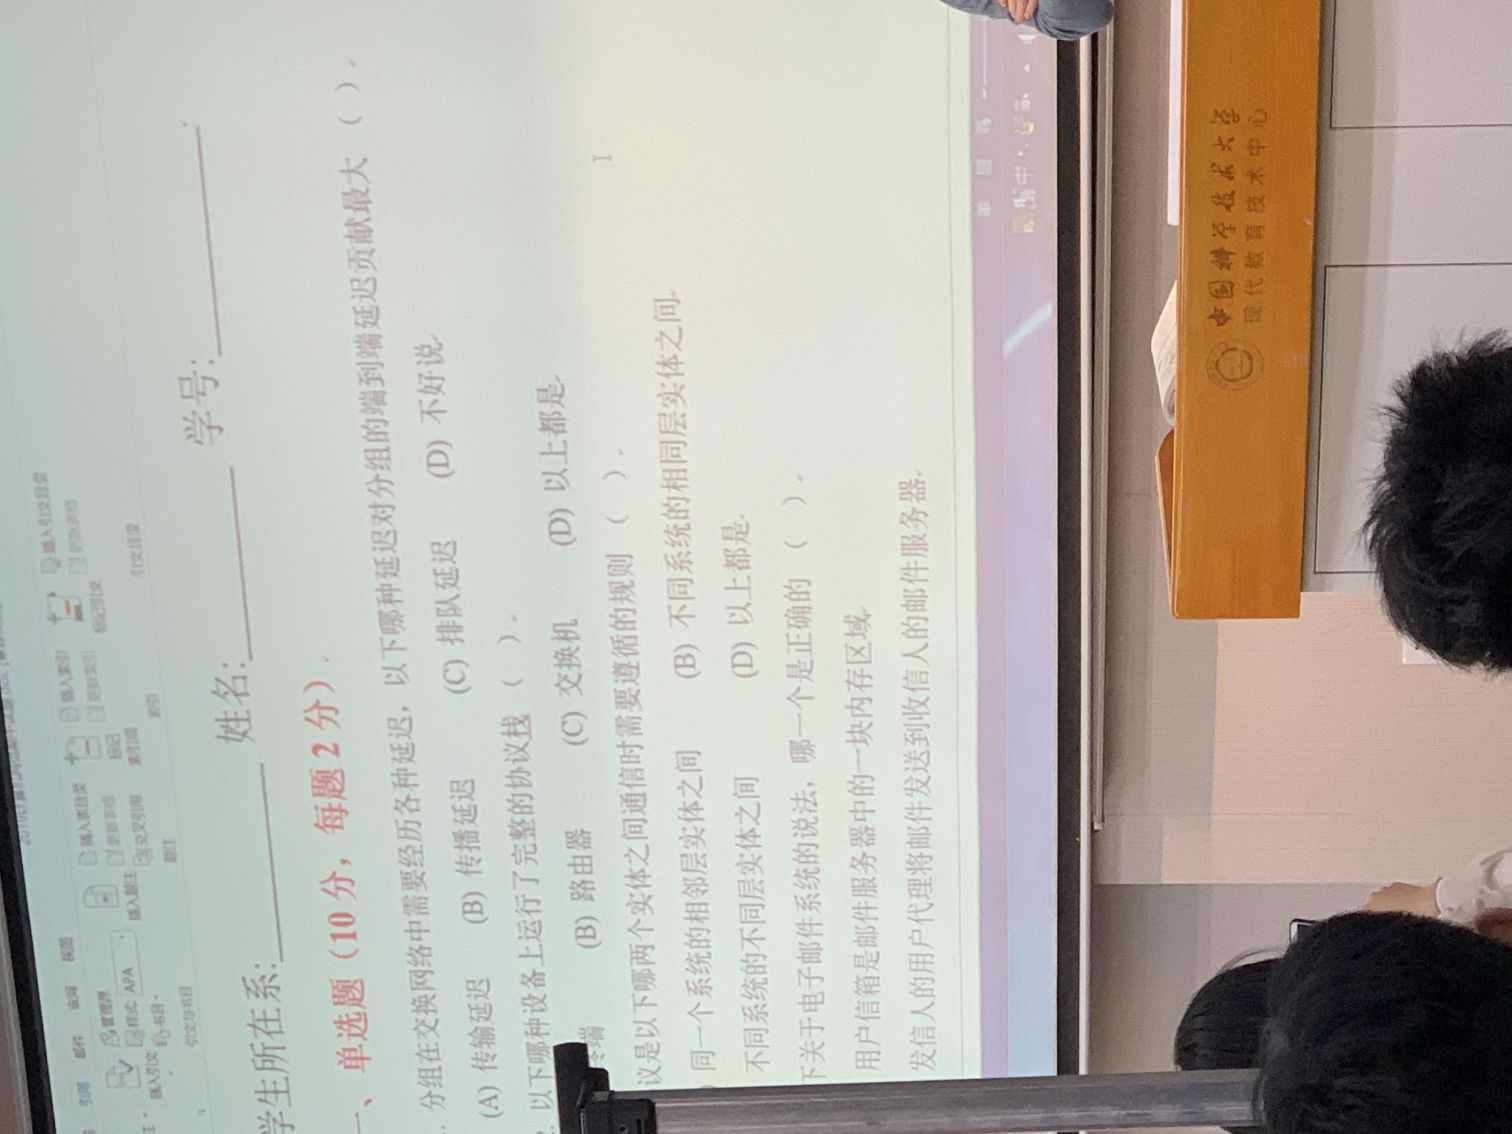 引用 邮件 审阅 视图
管理源
样式: APA
插入引文
书目
引文与书目
插入题注
插入表目录
更新表格
交叉引用
题注
标记
索引项
插入索引
更新索引
索引
标记引文
插入引文目录
更新表格
引文目录
学生所在系: 姓名: 学号:
一、单选题（10 分，每题 2 分）
. 分组在交换网络中需要经历各种延迟，以下哪种延迟对分组的端到端延迟贡献最大 （ ）
(A) 传输延迟 (B) 传播延迟 (C) 排队延迟 (D) 不好说
2. 以下哪种设备上运行了完整的协议栈 （ ）
端 (B) 路由器 (C) 交换机 (D) 以上都是
议是以下哪两个实体之间通信时需要遵循的规则 （ ）
同一个系统的相邻层实体之间 (B) 不同系统的相同层实体之间
不同系统的不同层实体之间 (D) 以上都是
下关于电子邮件系统的说法，哪一个是正确的 （ ）
用户信箱是邮件服务器中的一块内存区域
发信人的用户代理将邮件发送到收信人的邮件服务器
中
中国科学技术大学
现代教育技术中心